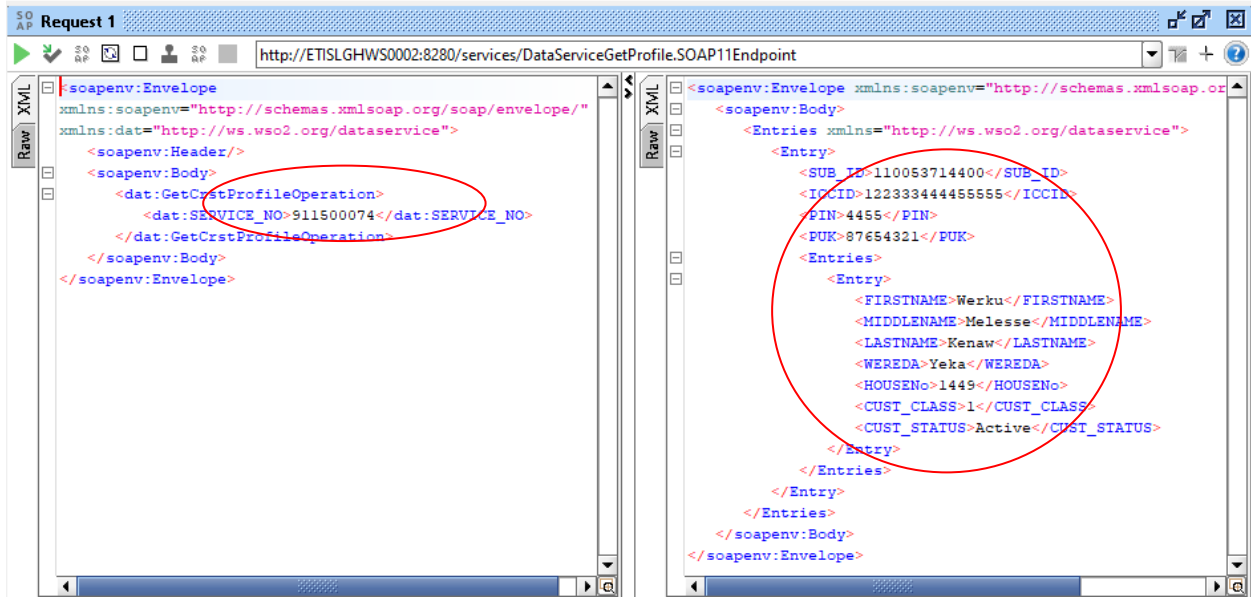 SOAP Request 1
SOAP SOAP http://ETISLGHWS0002:8280/services/DataServiceGetProfile.SOAP11Endpoint
XML
Raw
<soapenv:Envelope
xmlns:soapenv="http://schemas.xmlsoap.org/soap/envelope/"
xmlns:dat="http://ws.wso2.org/dataservice">
<soapenv:Header/>
<soapenv:Body>
<dat:GetCrstProfileOperation>
<dat:SERVICE_NO>911500074</dat:SERVICE_NO>
</dat:GetCrstProfileOperation>
</soapenv:Body>
</soapenv:Envelope>
XML
Raw
<soapenv:Envelope xmlns:soapenv="http://schemas.xmlsoap.or
<soapenv:Body>
<Entries xmlns="http://ws.wso2.org/dataservice">
<Entry>
<SUB_ID>110053714400</SUB_ID>
<ICCID>122333444455555</ICCID>
<PIN>4455</PIN>
<PUK>87654321</PUK>
<Entries>
<Entry>
<FIRSTNAME>Werku</FIRSTNAME>
<MIDDLENAME>Melesse</MIDDLENAME>
<LASTNAME>Kenaw</LASTNAME>
<WEREDA>Yeka</WEREDA>
<HOUSENo>1449</HOUSENo>
<CUST_CLASS>1</CUST_CLASS>
<CUST_STATUS>Active</CUST_STATUS>
</Entry>
</Entries>
</Entry>
</Entries>
</soapenv:Body>
</soapenv:Envelope>